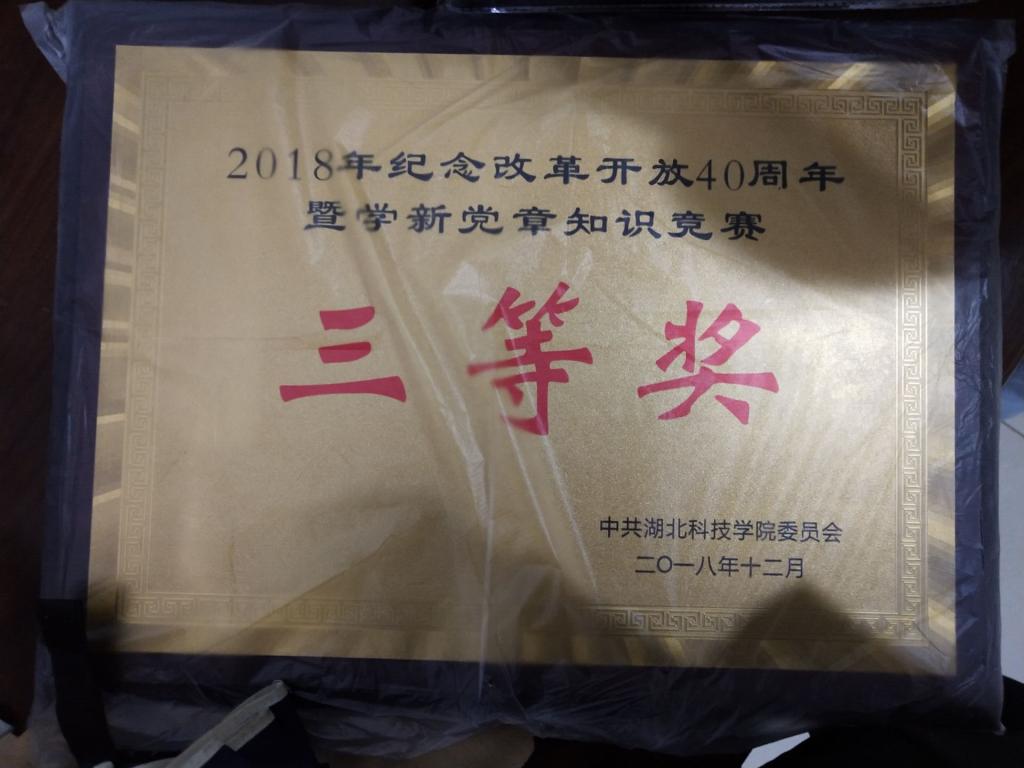 2018年纪念改革开放40周年
暨学新党章知识竞赛
三等奖
中共湖北科技学院委员会
二〇一八年十二月